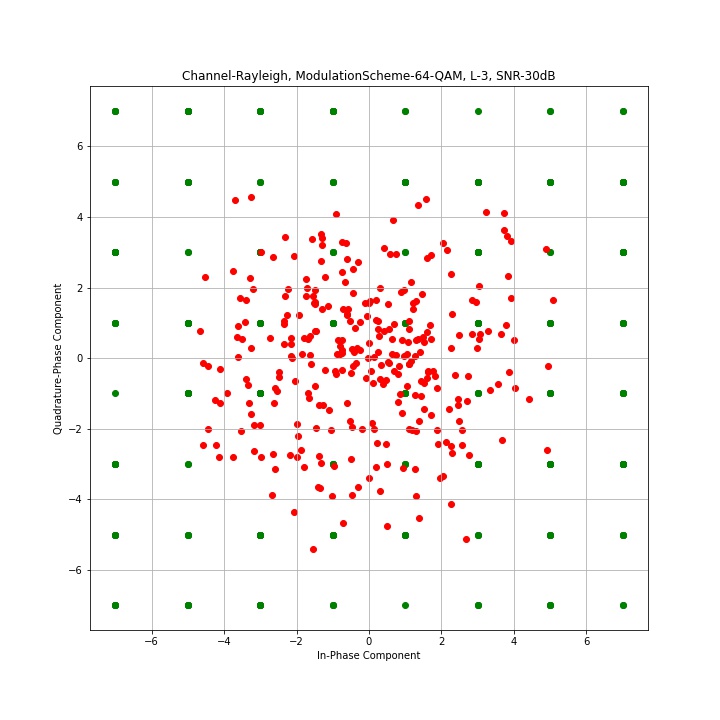 Channel-Rayleigh, ModulationScheme-64-QAM, L-3, SNR-30dB
6
4
2
0
−2
−4
−6
Quadrature-Phase Component
−6 −4 −2 0 2 4 6
In-Phase Component